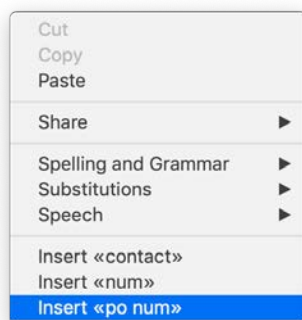 Cut
Copy
Paste
Share
Spelling and Grammar
Substitutions
Speech
Insert «contact»
Insert «num»
Insert «po num»